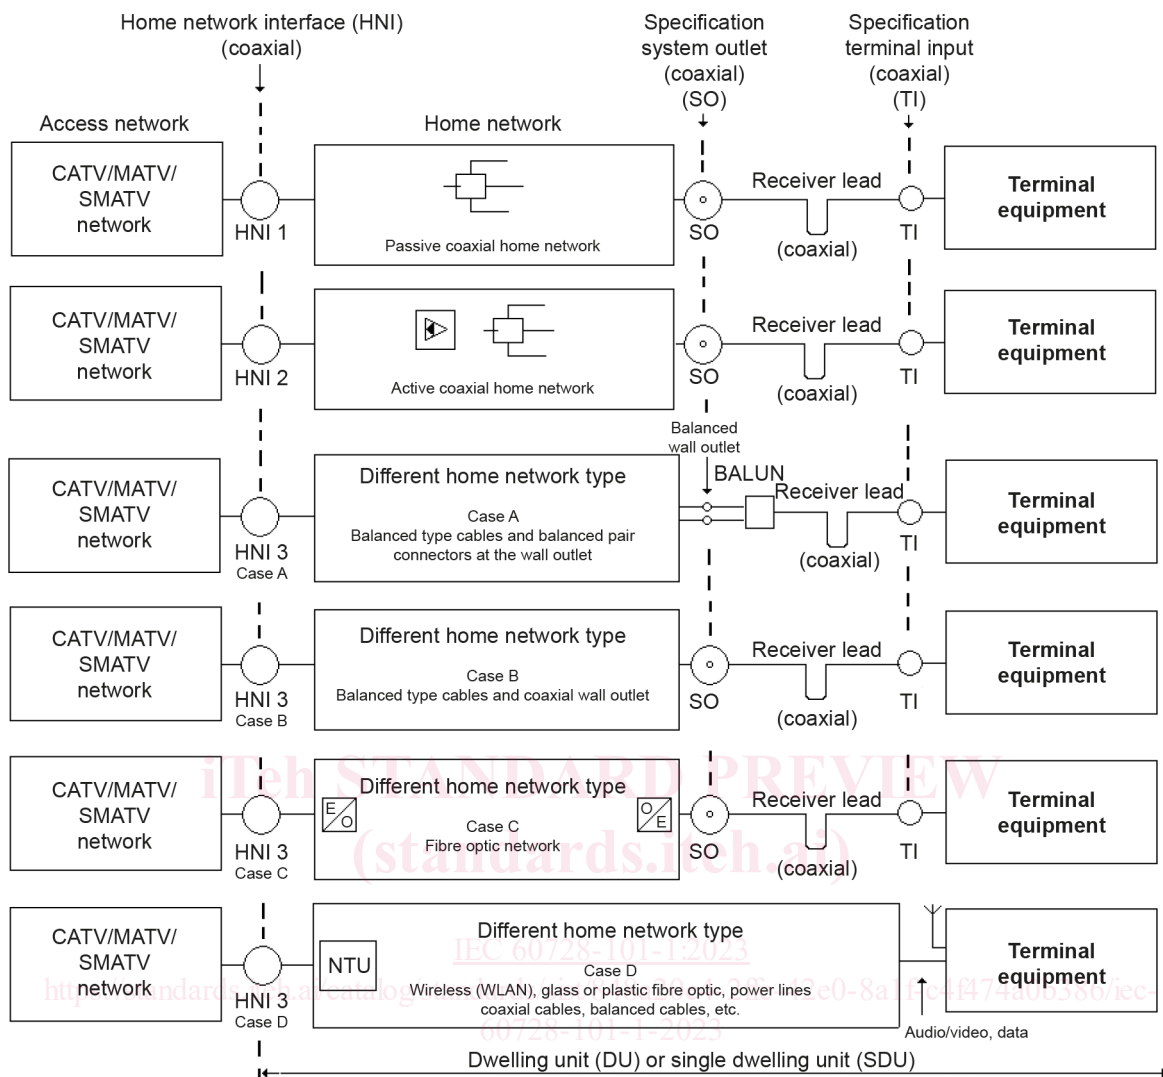 Home network interface (HNI)
(coaxial)
Specification
system outlet
(coaxial)
(SO)
Specification
terminal input
(coaxial)
(TI)
Access network
Home network
CATV/MATV/
SMATV
network
HNI 1
Passive coaxial home network
SO
Receiver lead
(coaxial)
TI
Terminal
equipment
CATV/MATV/
SMATV
network
HNI 2
Active coaxial home network
SO
Receiver lead
(coaxial)
TI
Terminal
equipment
CATV/MATV/
SMATV
network
HNI 3
Case A
Different home network type
Case A
Balanced type cables and balanced pair
connectors at the wall outlet
Balanced
wall outlet
BALUN
Receiver lead
(coaxial)
TI
Terminal
equipment
CATV/MATV/
SMATV
network
HNI 3
Case B
Different home network type
Case B
Balanced type cables and coaxial wall outlet
SO
Receiver lead
(coaxial)
TI
Terminal
equipment
iTeh STANDARD PREVIEW
(standards.iteh.ai)
CATV/MATV/
SMATV
network
HNI 3
Case C
E
O
Different home network type
Case C
Fibre optic network
O
E
SO
Receiver lead
(coaxial)
TI
Terminal
equipment
CATV/MATV/
SMATV
network
HNI 3
Case D
NTU
Different home network type
Case D
Wireless (WLAN), glass or plastic fibre optic, power lines
coaxial cables, balanced cables, etc.
Terminal
equipment
Audio/video, data
IEC 60728-101-1:2023
60728-101-1-2023
Dwelling unit (DU) or single dwelling unit (SDU)